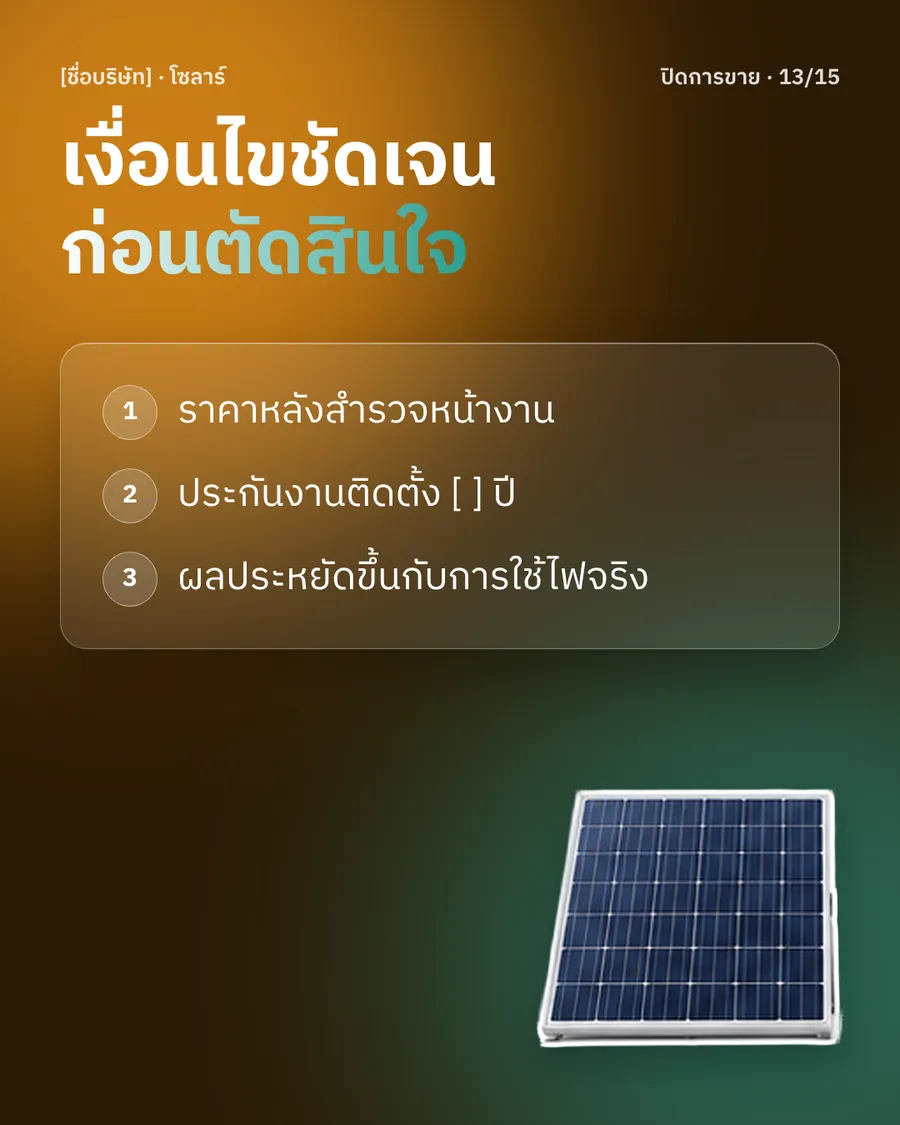 [ชื่อบริษัท] · โซลาร์
ปิดการขาย · 13/15
เงื่อนไขชัดเจน
ก่อนตัดสินใจ
1 ราคาหลังสำรวจหน้างาน
2 ประกันงานติดตั้ง [ ] ปี
3 ผลประหยัดขึ้นกับการใช้ไฟจริง